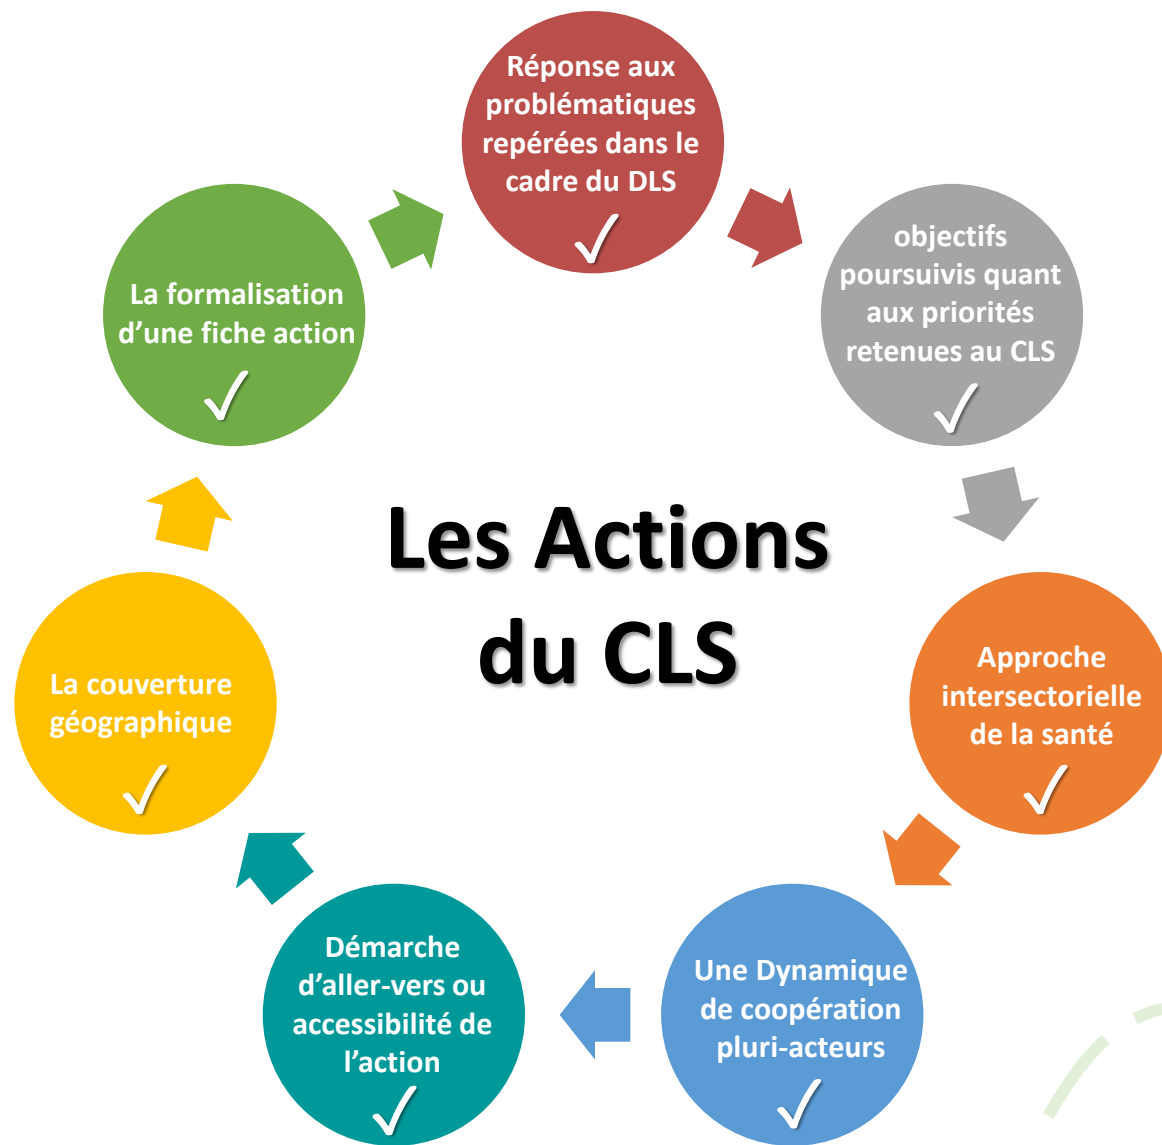 Réponse aux
problématiques
repérées dans le
cadre du DLS
objectifs
poursuivis quant
aux priorités
retenues au CLS
Approche
intersectorielle
de la santé
Une Dynamique
de coopération
pluri-acteurs
Démarche
d’aller-vers ou
accessibilité de
l’action
La couverture
géographique
La formalisation
d’une fiche action
Les Actions
du CLS